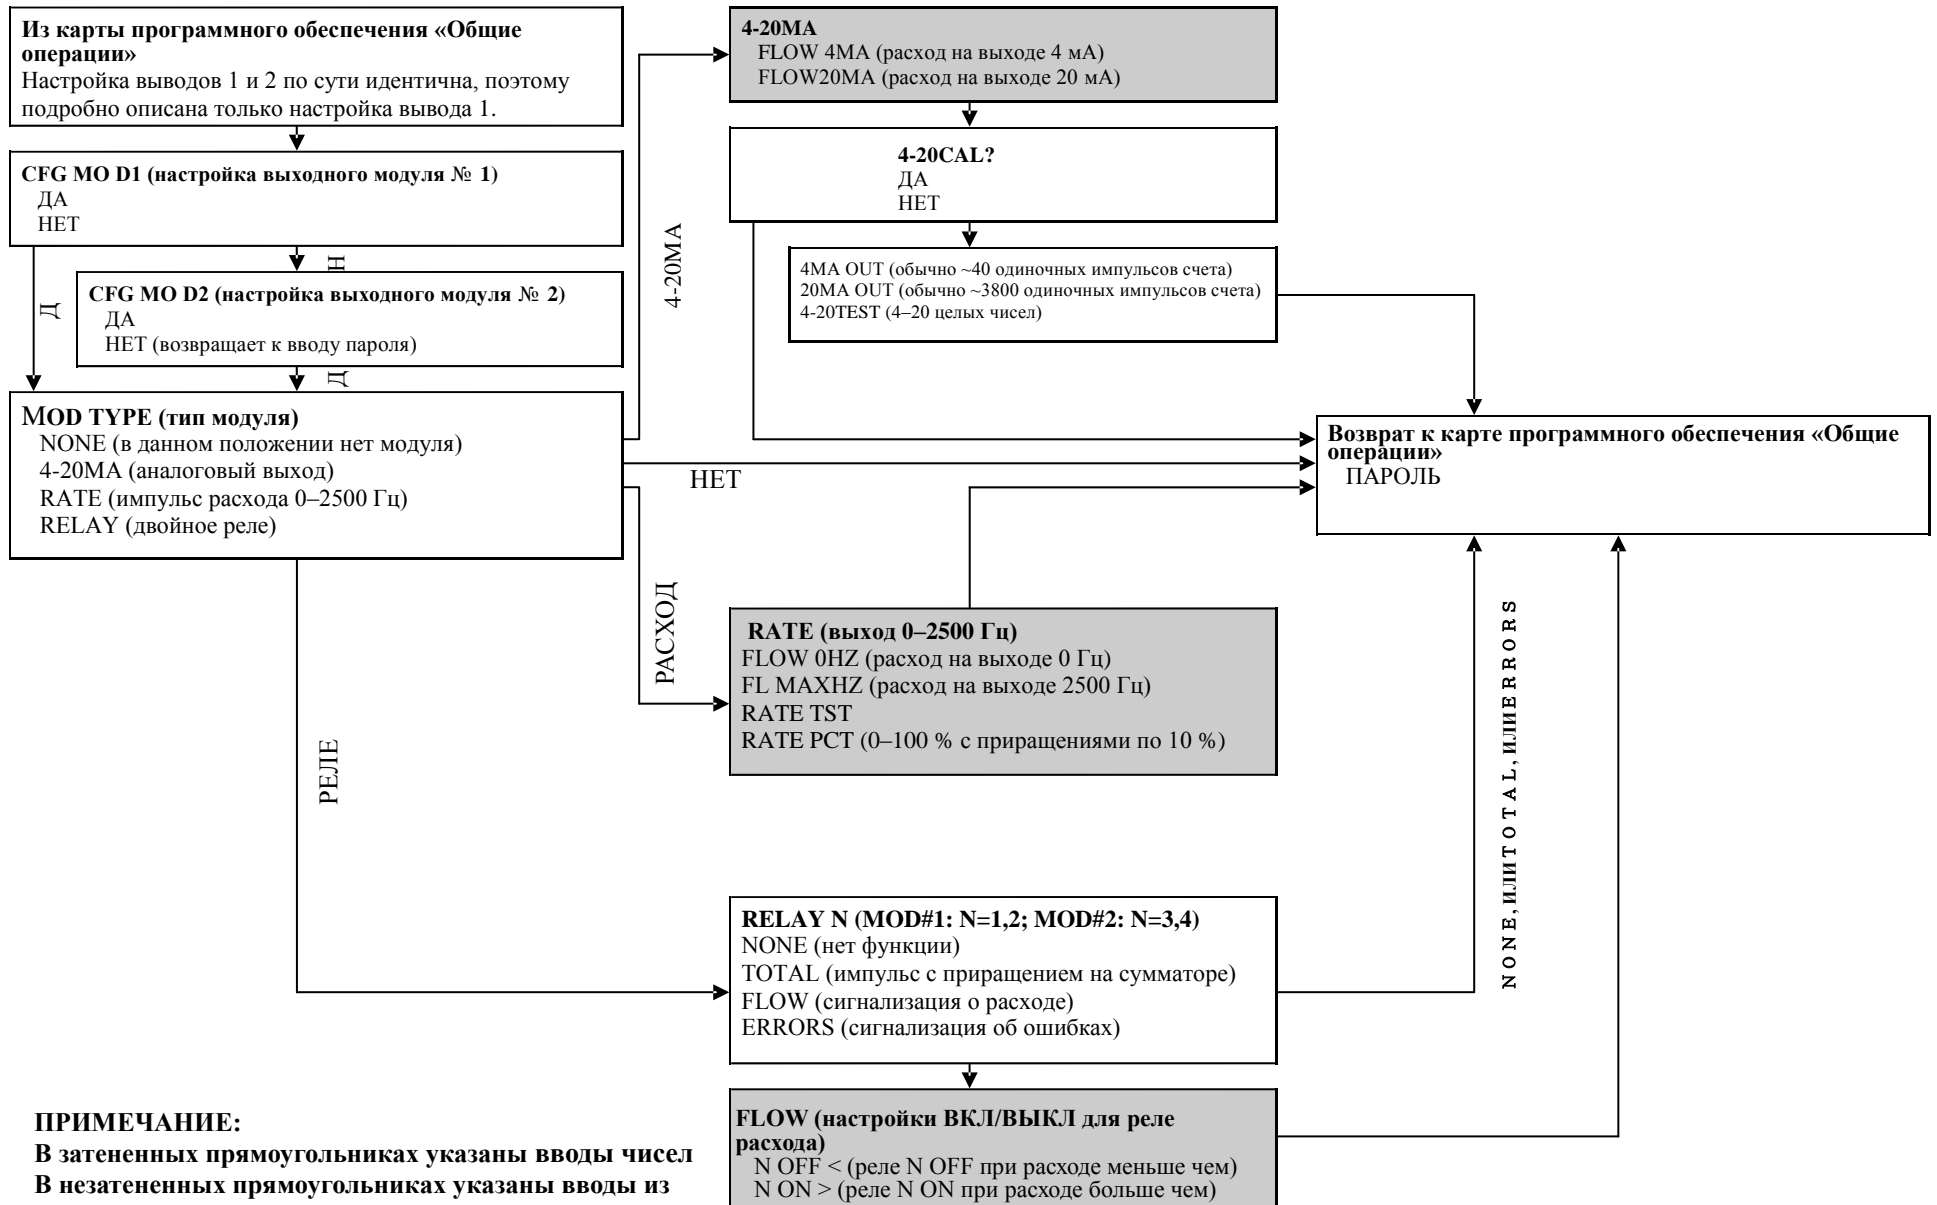 Из карты программного обеспечения «Общие
операции»
Настройка выводов 1 и 2 по сути идентична, поэтому
подробно описана только настройка вывода 1.
CFG MO D1 (настройка выходного модуля № 1)
ДА
НЕТ
Д
Н
CFG MO D2 (настройка выходного модуля № 2)
ДА
НЕТ (возвращает к вводу пароля)
Д
MOD TYPE (тип модуля)
NONE (в данном положении нет модуля)
4-20MA (аналоговый выход)
RATE (импульс расхода 0–2500 Гц)
RELAY (двойное реле)
4-20MA
4-20MA
FLOW 4MA (расход на выходе 4 мА)
FLOW20MA (расход на выходе 20 мА)
4-20CAL?
ДА
НЕТ
4MA OUT (обычно ~40 одиночных импульсов счета)
20MA OUT (обычно ~3800 одиночных импульсов счета)
4-20TEST (4–20 целых чисел)
НЕТ
Возврат к карте программного обеспечения «Общие
операции»
ПАРОЛЬ
РАСХОД
RATE (выход 0–2500 Гц)
FLOW 0HZ (расход на выходе 0 Гц)
FL MAXHZ (расход на выходе 2500 Гц)
RATE TST
RATE PCT (0–100 % с приращениями по 10 %)
РЕЛЕ
RELAY N (MOD#1: N=1,2; MOD#2: N=3,4)
NONE (нет функции)
TOTAL (импульс с приращением на сумматоре)
FLOW (сигнализация о расходе)
ERRORS (сигнализация об ошибках)
NONE, ИЛИ TOTAL, ИЛИ ERRORS
FLOW (настройки ВКЛ/ВЫКЛ для реле
расхода)
N OFF < (реле N OFF при расходе меньше чем)
N ON > (реле N ON при расходе больше чем)
ПРИМЕЧАНИЕ:
В затененных прямоугольниках указаны вводы чисел
В незатененных прямоугольниках указаны вводы из